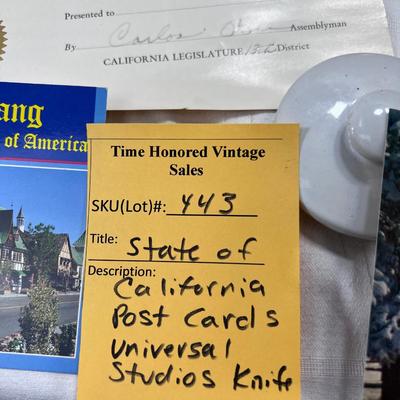 Presented to
By Carlos Assemblyman
CALIFORNIA LEGISLATURE District
ang
of America
Time Honored Vintage
Sales
SKU(Lot)#: 443
Title: State of
Description:
California
Post Cards
Universal
Studios Knife